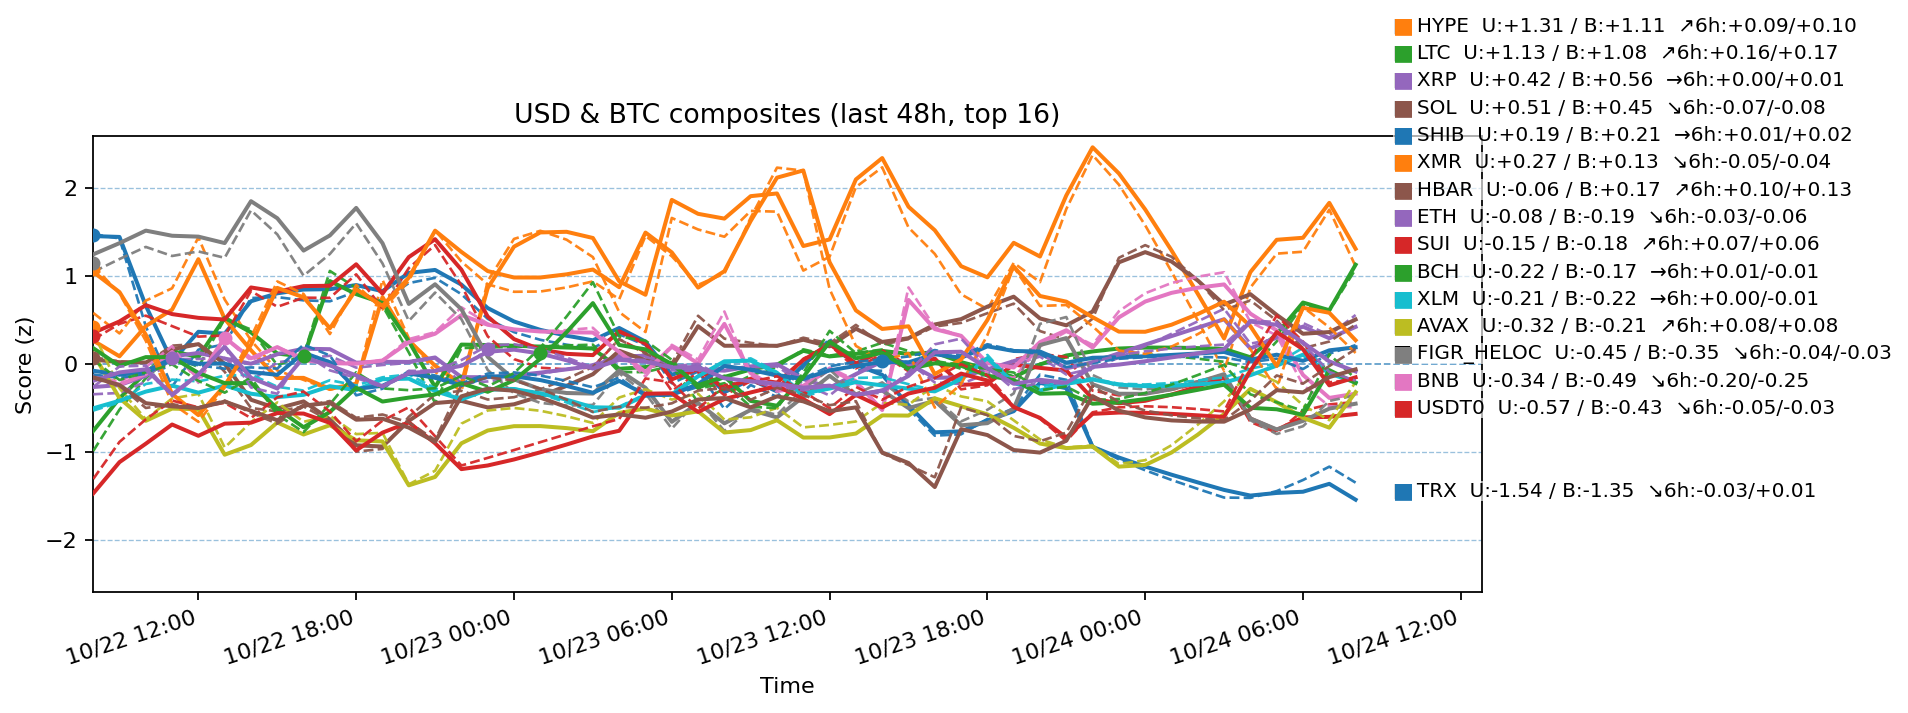 HYPE U:+1.31 / B:+1.11 ↗6h:+0.09/+0.10
LTC U:+1.13 / B:+1.08 ↗6h:+0.16/+0.17
XRP U:+0.42 / B:+0.56 →6h:+0.00/+0.01
SOL U:+0.51 / B:+0.45 ↘6h:-0.07/-0.08
USD & BTC composites (last 48h, top 16)
SHIB U:+0.19 / B:+0.21 →6h:+0.01/+0.02
XMR U:+0.27 / B:+0.13 ↘6h:-0.05/-0.04
HBAR U:-0.06 / B:+0.17 ↗6h:+0.10/+0.13
ETH U:-0.08 / B:-0.19 ↘6h:-0.03/-0.06
SUI U:-0.15 / B:-0.18 ↗6h:+0.07/+0.06
BCH U:-0.22 / B:-0.17 →6h:+0.01/-0.01
XLM U:-0.21 / B:-0.22 →6h:+0.00/-0.01
AVAX U:-0.32 / B:-0.21 ↗6h:+0.08/+0.08
FIGR_HELOC U:-0.45 / B:-0.35 ↘6h:-0.04/-0.03
BNB U:-0.34 / B:-0.49 ↘6h:-0.20/-0.25
USDT0 U:-0.57 / B:-0.43 ↘6h:-0.05/-0.03
TRX U:-1.54 / B:-1.35 ↘6h:-0.03/+0.01
Score (z)
2
1
0
−1
−2
10/22 12:00
10/22 18:00
10/23 00:00
10/23 06:00
10/23 12:00
10/23 18:00
10/24 00:00
10/24 06:00
10/24 12:00
Time